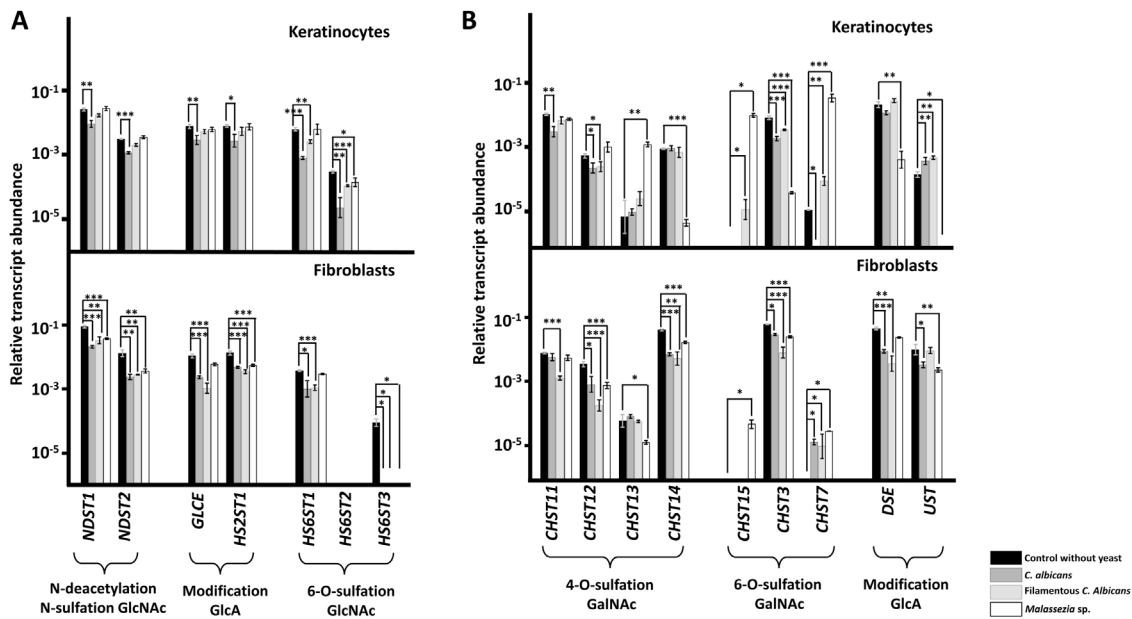 A
Keratinocytes
**
***
**
*
***
**
**
***
*
10⁻¹
10⁻³
10⁻⁵
Relative transcript abundance
Fibroblasts
***
**
***
**
**
**
***
***
***
***
***
*
*
*
10⁻¹
10⁻³
10⁻⁵
NDST1
NDST2
GLCE
HS2ST1
HS6ST1
HS6ST2
HS6ST3
N-deacetylation
N-sulfation GlcNAc
Modification
GlcA
6-O-sulfation
GlcNAc
B
Keratinocytes
**
*
*
**
***
*
*
***
***
***
***
**
*
**
*
**
**
10⁻¹
10⁻³
10⁻⁵
Relative transcript abundance
Fibroblasts
***
***
***
*
*
***
**
***
*
***
***
*
*
*
*
**
***
**
*
10⁻¹
10⁻³
10⁻⁵
CHST11
CHST12
CHST13
CHST14
CHST15
CHST3
CHST7
DSE
UST
4-O-sulfation
GalNAc
6-O-sulfation
GalNAc
Modification
GlcA
Control without yeast
C. albicans
Filamentous C. Albicans
Malassezia sp.